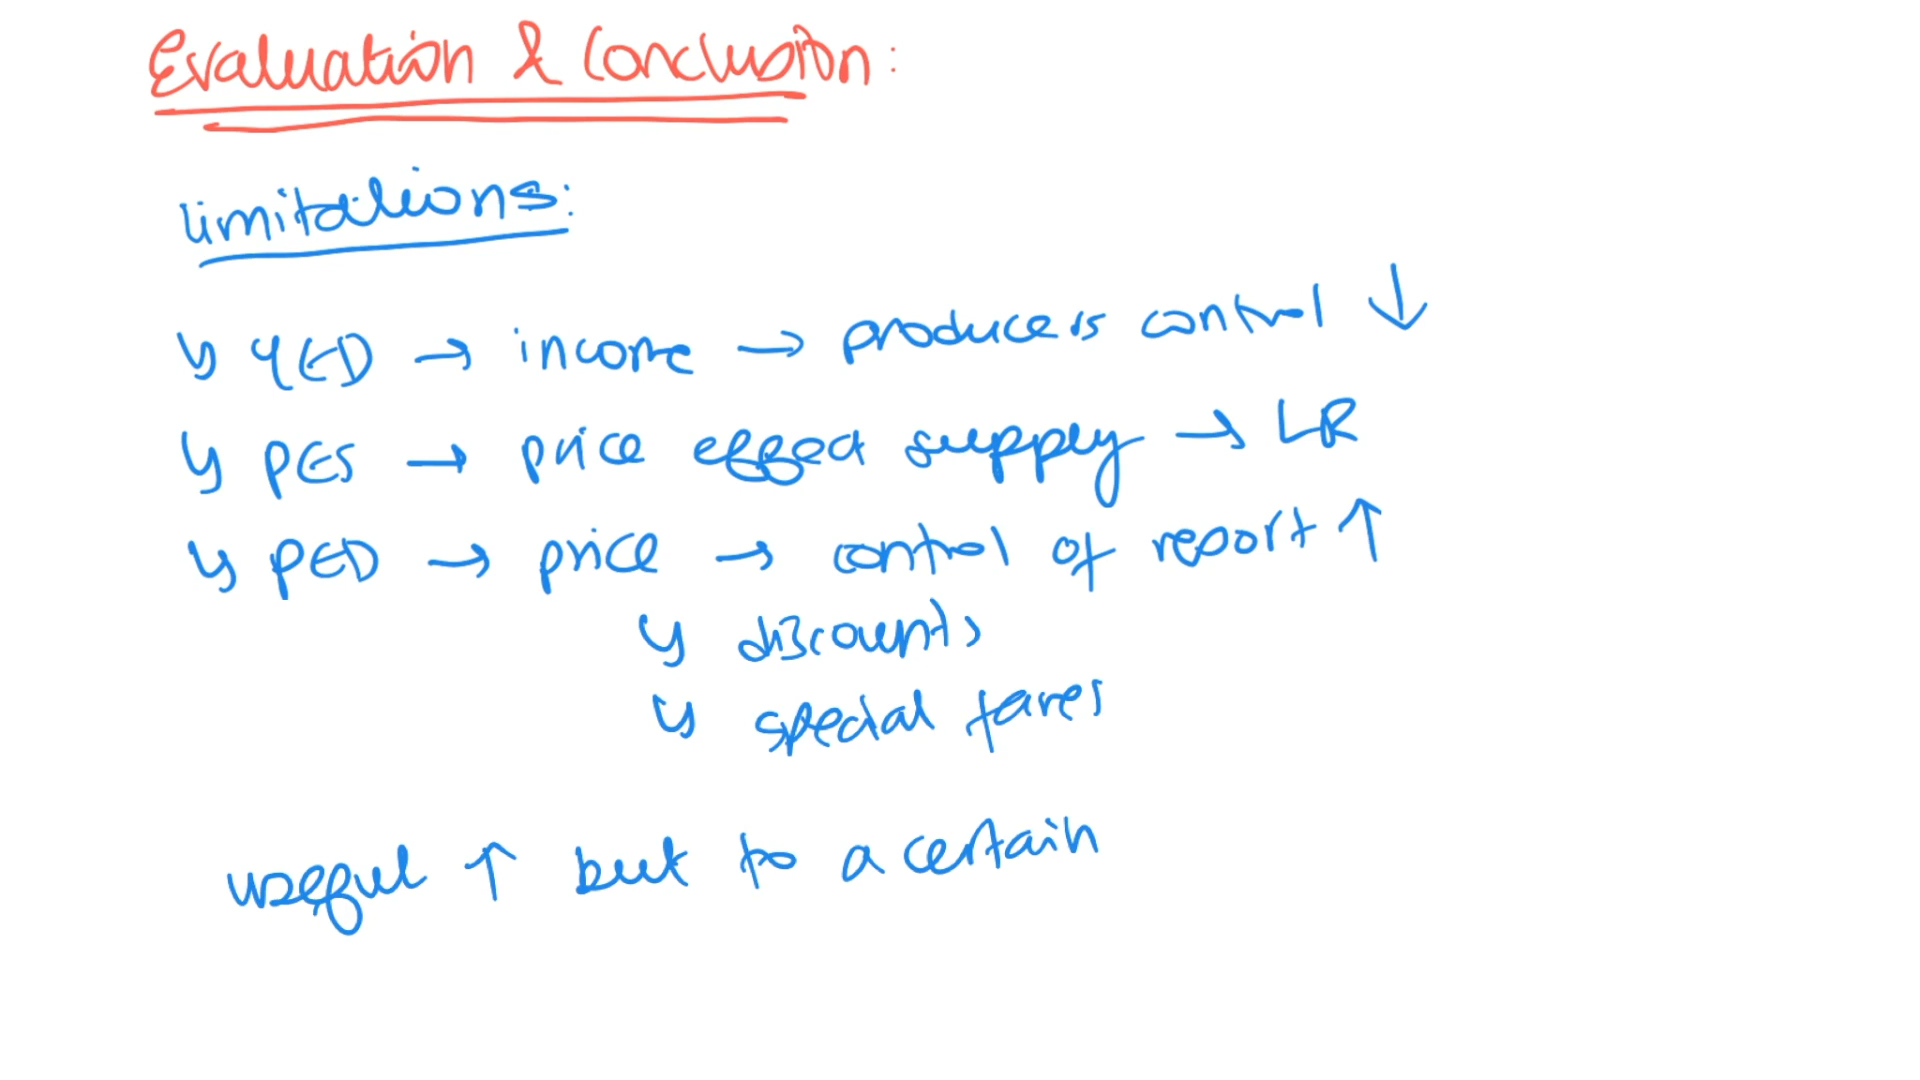 Evaluation & Conclusion:
limitations:
↳ YED → income → producers control ↓
↳ PES → price effect supply → LR
↳ PED → price → control of resort ↑
↳ discounts
↳ special fares
useful ↑ but to a certain